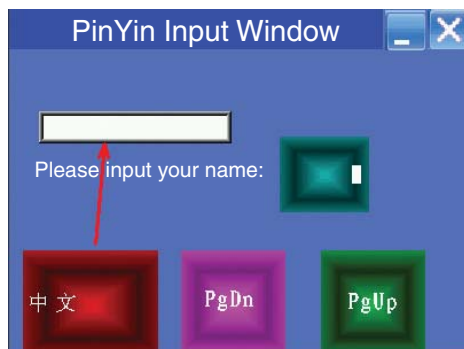 PinYin Input Window
Please input your name:
中文
PgDn
PgUp